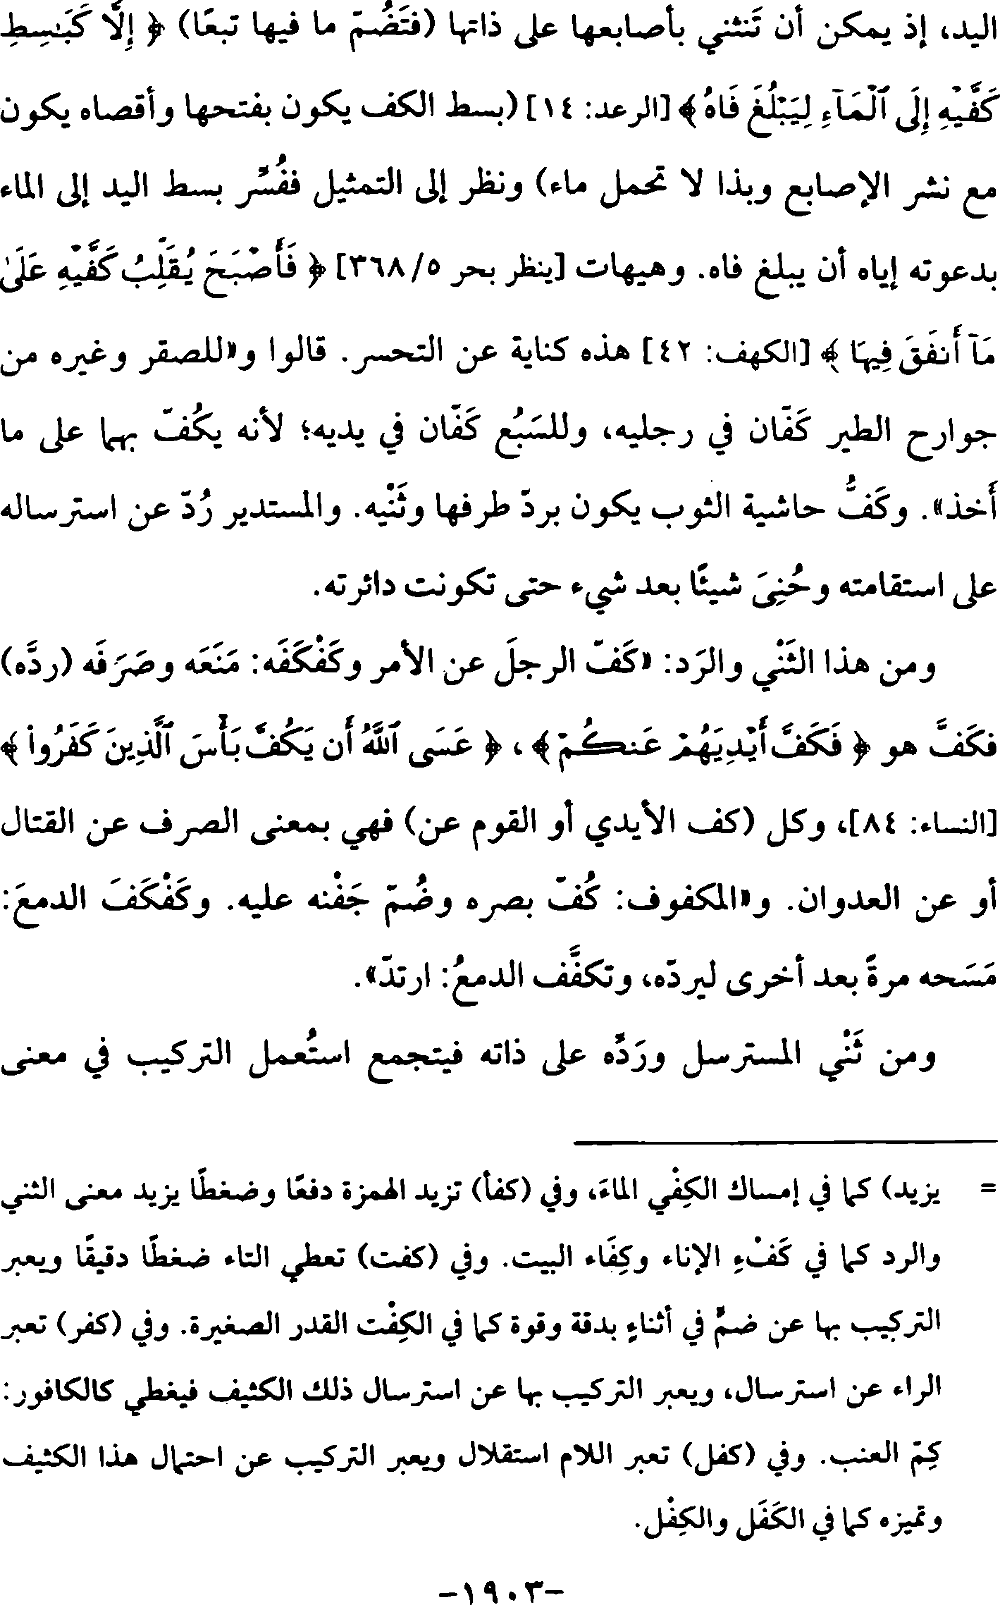 اليد، إذ يمكن أن تَنثني بأصابعها على ذاتها (فتَضُمّ ما فيها تبعًا) ﴿ إِلَّا كَبَٰسِطِ
كَفَّيۡهِ إِلَى ٱلۡمَآءِ لِيَبۡلُغَ فَاهُ ﴾ [الرعد: ١٤] (بسط الكف يكون بفتحها وأقصاه يكون
مع نشر الإصابع وبذا لا تحمل ماء) ونظر إلى التمثيل ففُسِّر بسط اليد إلى الماء
بدعوته إياه أن يبلغ فاه. وهيهات [ينظر بحر ٥/ ٣٦٨] ﴿ فَأَصۡبَحَ يُقَلِّبُ كَفَّيۡهِ عَلَىٰ
مَآ أَنفَقَ فِيهَا ﴾ [الكهف: ٤٢] هذه كناية عن التحسر. قالوا و«للصقر وغيره من
جوارح الطير كَفّان في رجليه، وللسَبُع كَفّان في يديه؛ لأنه يكُفّ بهما على ما
أَخذ». وكَفُّ حاشية الثوب يكون بردّ طرفها وثَنْيه. والمستدير رُدّ عن استرساله
على استقامته وحُنِيَ شيئًا بعد شيء حتى تكونت دائرته.
ومن هذا الثَنْي والرَد: «كَفّ الرجلَ عن الأمر وكَفْكَفَه: مَنَعَه وصَرَفَه (ردَّه)
فكَفَّ هو ﴿ فَكَفَّ أَيۡدِيَهُمۡ عَنكُمۡ ﴾، ﴿ عَسَى ٱللَّهُ أَن يَكُفَّ بَأۡسَ ٱلَّذِينَ كَفَرُواْ ﴾
[النساء: ٨٤]، وكل (كف الأيدي أو القوم عن) فهي بمعنى الصرف عن القتال
أو عن العدوان. و«المكفوف: كُفّ بصره وضُمّ جَفْنه عليه. وكَفْكَفَ الدمعَ:
مَسَحه مرةً بعد أخرى ليردّه، وتكفَّف الدمعُ: ارتدّ».
ومن ثَنْي المسترسل ورَدِّه على ذاته فيتجمع استُعمل التركيب في معنى
= يزيد) كما في إمساك الكِفْي الماءَ، وفي (كفأ) تزيد الهمزة دفعًا وضغطًا يزيد معنى الثني
والرد كما في كَفْءِ الإناء وكِفَاء البيت. وفي (كفت) تعطي التاء ضغطًا دقيقًا ويعبر
التركيب بها عن ضمٍّ في أثناءٍ بدقة وقوة كما في الكِفْت القدر الصغيرة. وفي (كفر) تعبر
الراء عن استرسال، ويعبر التركيب بها عن استرسال ذلك الكثيف فيغطي كالكافور:
كِمّ العنب. وفي (كفل) تعبر اللام استقلال ويعبر التركيب عن احتمال هذا الكثيف
وتميزه كما في الكَفَل والكِفْل.
-١٩٠٣-